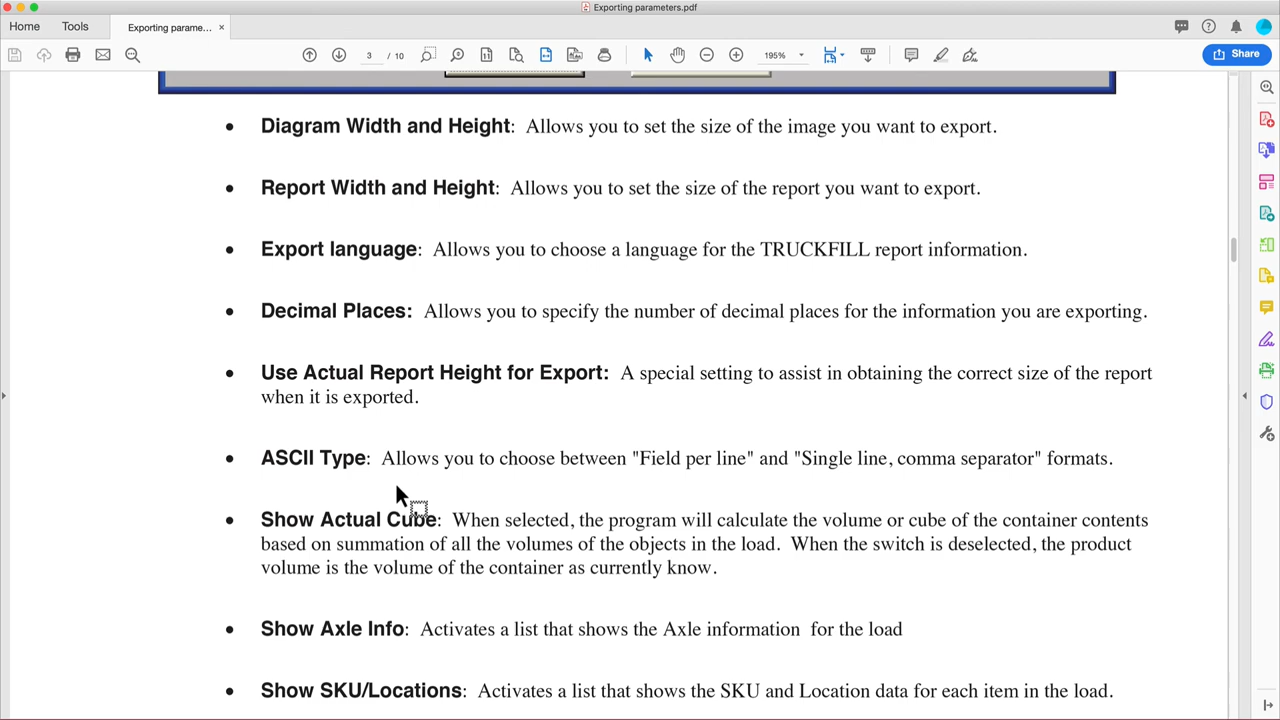 Exporting parameters.pdf
Home Tools Exporting parame... ×
3 / 10 195% Share
• Diagram Width and Height: Allows you to set the size of the image you want to export.
• Report Width and Height: Allows you to set the size of the report you want to export.
• Export language: Allows you to choose a language for the TRUCKFILL report information.
• Decimal Places: Allows you to specify the number of decimal places for the information you are exporting.
• Use Actual Report Height for Export: A special setting to assist in obtaining the correct size of the report
when it is exported.
• ASCII Type: Allows you to choose between "Field per line" and "Single line, comma separator" formats.
• Show Actual Cube: When selected, the program will calculate the volume or cube of the container contents
based on summation of all the volumes of the objects in the load. When the switch is deselected, the product
volume is the volume of the container as currently know.
• Show Axle Info: Activates a list that shows the Axle information for the load
• Show SKU/Locations: Activates a list that shows the SKU and Location data for each item in the load.